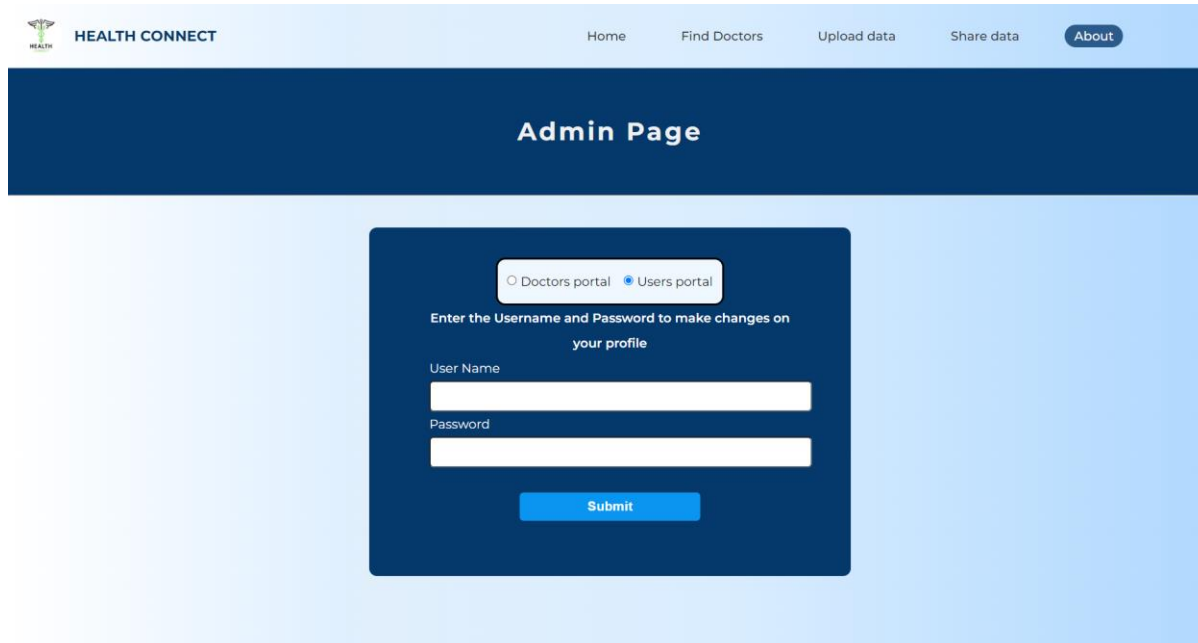 HEALTH
HEALTH CONNECT
Home Find Doctors Upload data Share data About
Admin Page
Doctors portal Users portal
Enter the Username and Password to make changes on
your profile
User Name
Password
Submit